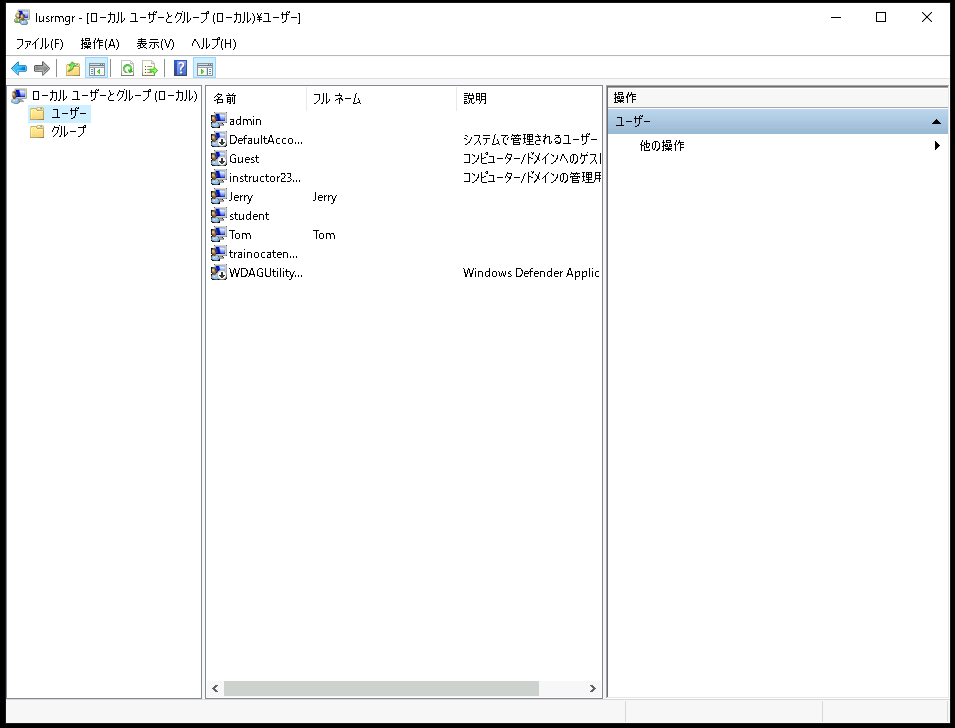 lusrmgr - [ローカル ユーザーとグループ (ローカル)¥ユーザー]
ファイル(F) 操作(A) 表示(V) ヘルプ(H)
ローカル ユーザーとグループ (ローカル)
ユーザー
グループ
名前 フル ネーム 説明
admin
DefaultAcco... システムで管理されるユーザー
Guest コンピューター/ドメインへのゲスト
instructor23... コンピューター/ドメインの管理用
Jerry Jerry
student
Tom Tom
trainocaten...
WDAGUtility... Windows Defender Applic
操作
ユーザー
他の操作